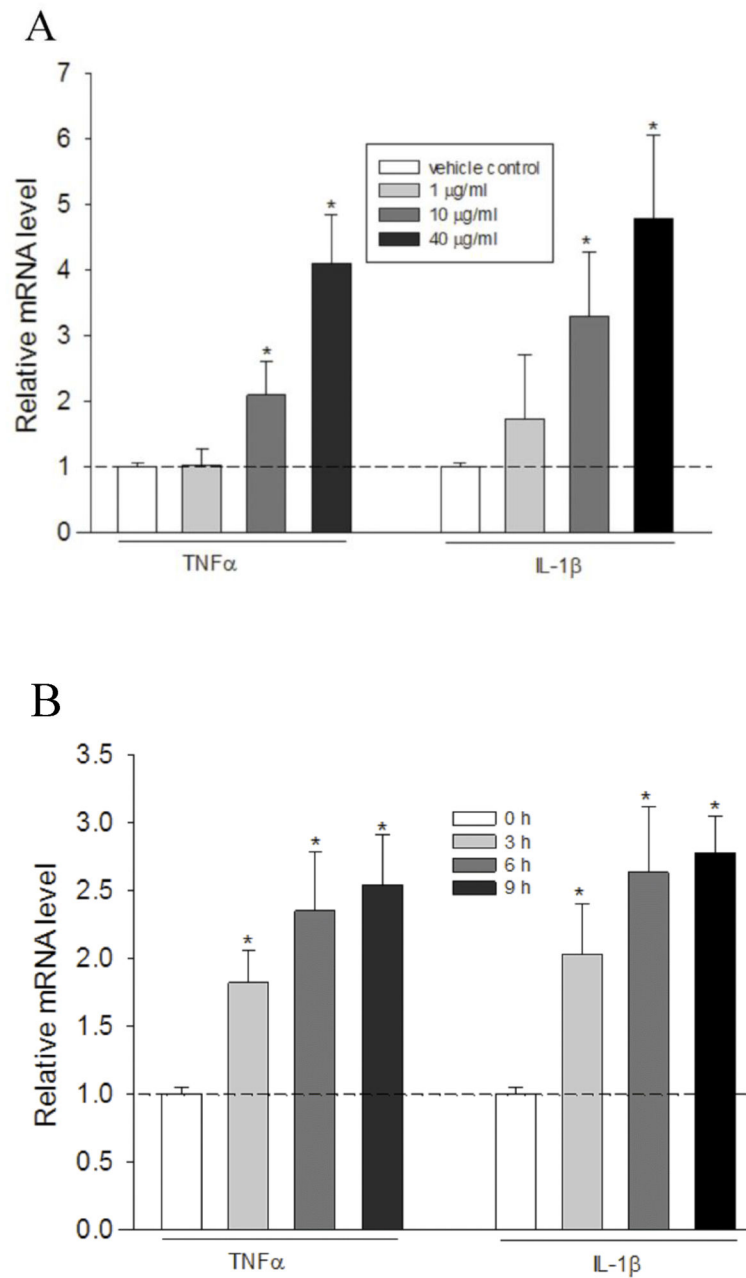 A
7
6
5
4
3
2
1
0
Relative mRNA level
vehicle control
1 μg/ml
10 μg/ml
40 μg/ml
*
*
*
*
TNFα
IL-1β
B
3.5
3.0
2.5
2.0
1.5
1.0
0.5
0.0
Relative mRNA level
0 h
3 h
6 h
9 h
*
*
*
*
*
*
TNFα
IL-1β